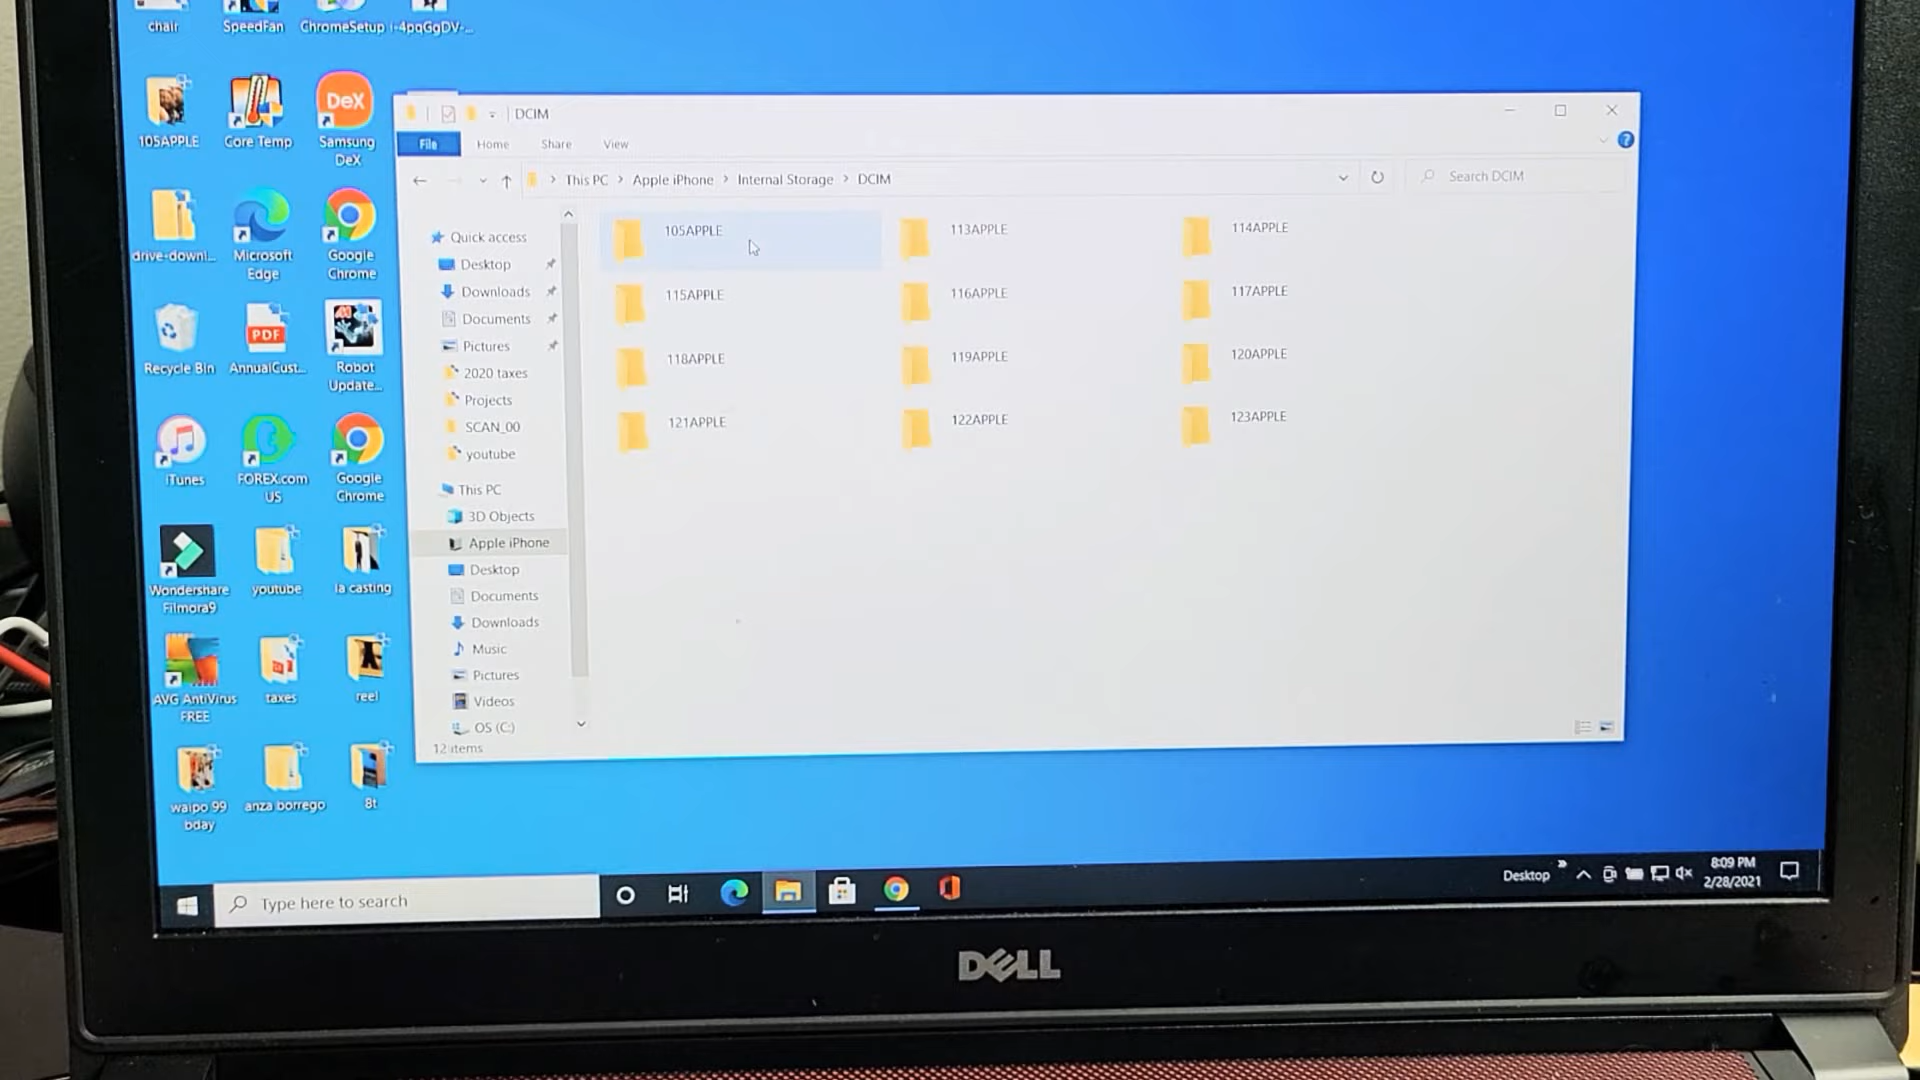 chair
SpeedFan
ChromeSetup
i-4pqGgDV-...
105APPLE
Core Temp
DeX
Samsung
DeX
drive-downl...
Microsoft
Edge
Google
Chrome
Recycle Bin
PDF
AnnualCust...
Robot
Update...
iTunes
FOREX.com
US
Google
Chrome
Wondershare
Filmora9
youtube
la casting
AVG AntiVirus
FREE
taxes
reel
waipo 99
bday
anza borrego
8t
DCIM
File
Home
Share
View
?
This PC > Apple iPhone > Internal Storage > DCIM
Search DCIM
Quick access
Desktop
Downloads
Documents
Pictures
2020 taxes
Projects
SCAN_00
youtube
This PC
3D Objects
Apple iPhone
Desktop
Documents
Downloads
Music
Pictures
Videos
OS (C:)
12 items
105APPLE
113APPLE
114APPLE
115APPLE
116APPLE
117APPLE
118APPLE
119APPLE
120APPLE
121APPLE
122APPLE
123APPLE
Type here to search
Desktop
8:09 PM
2/28/2021
DELL